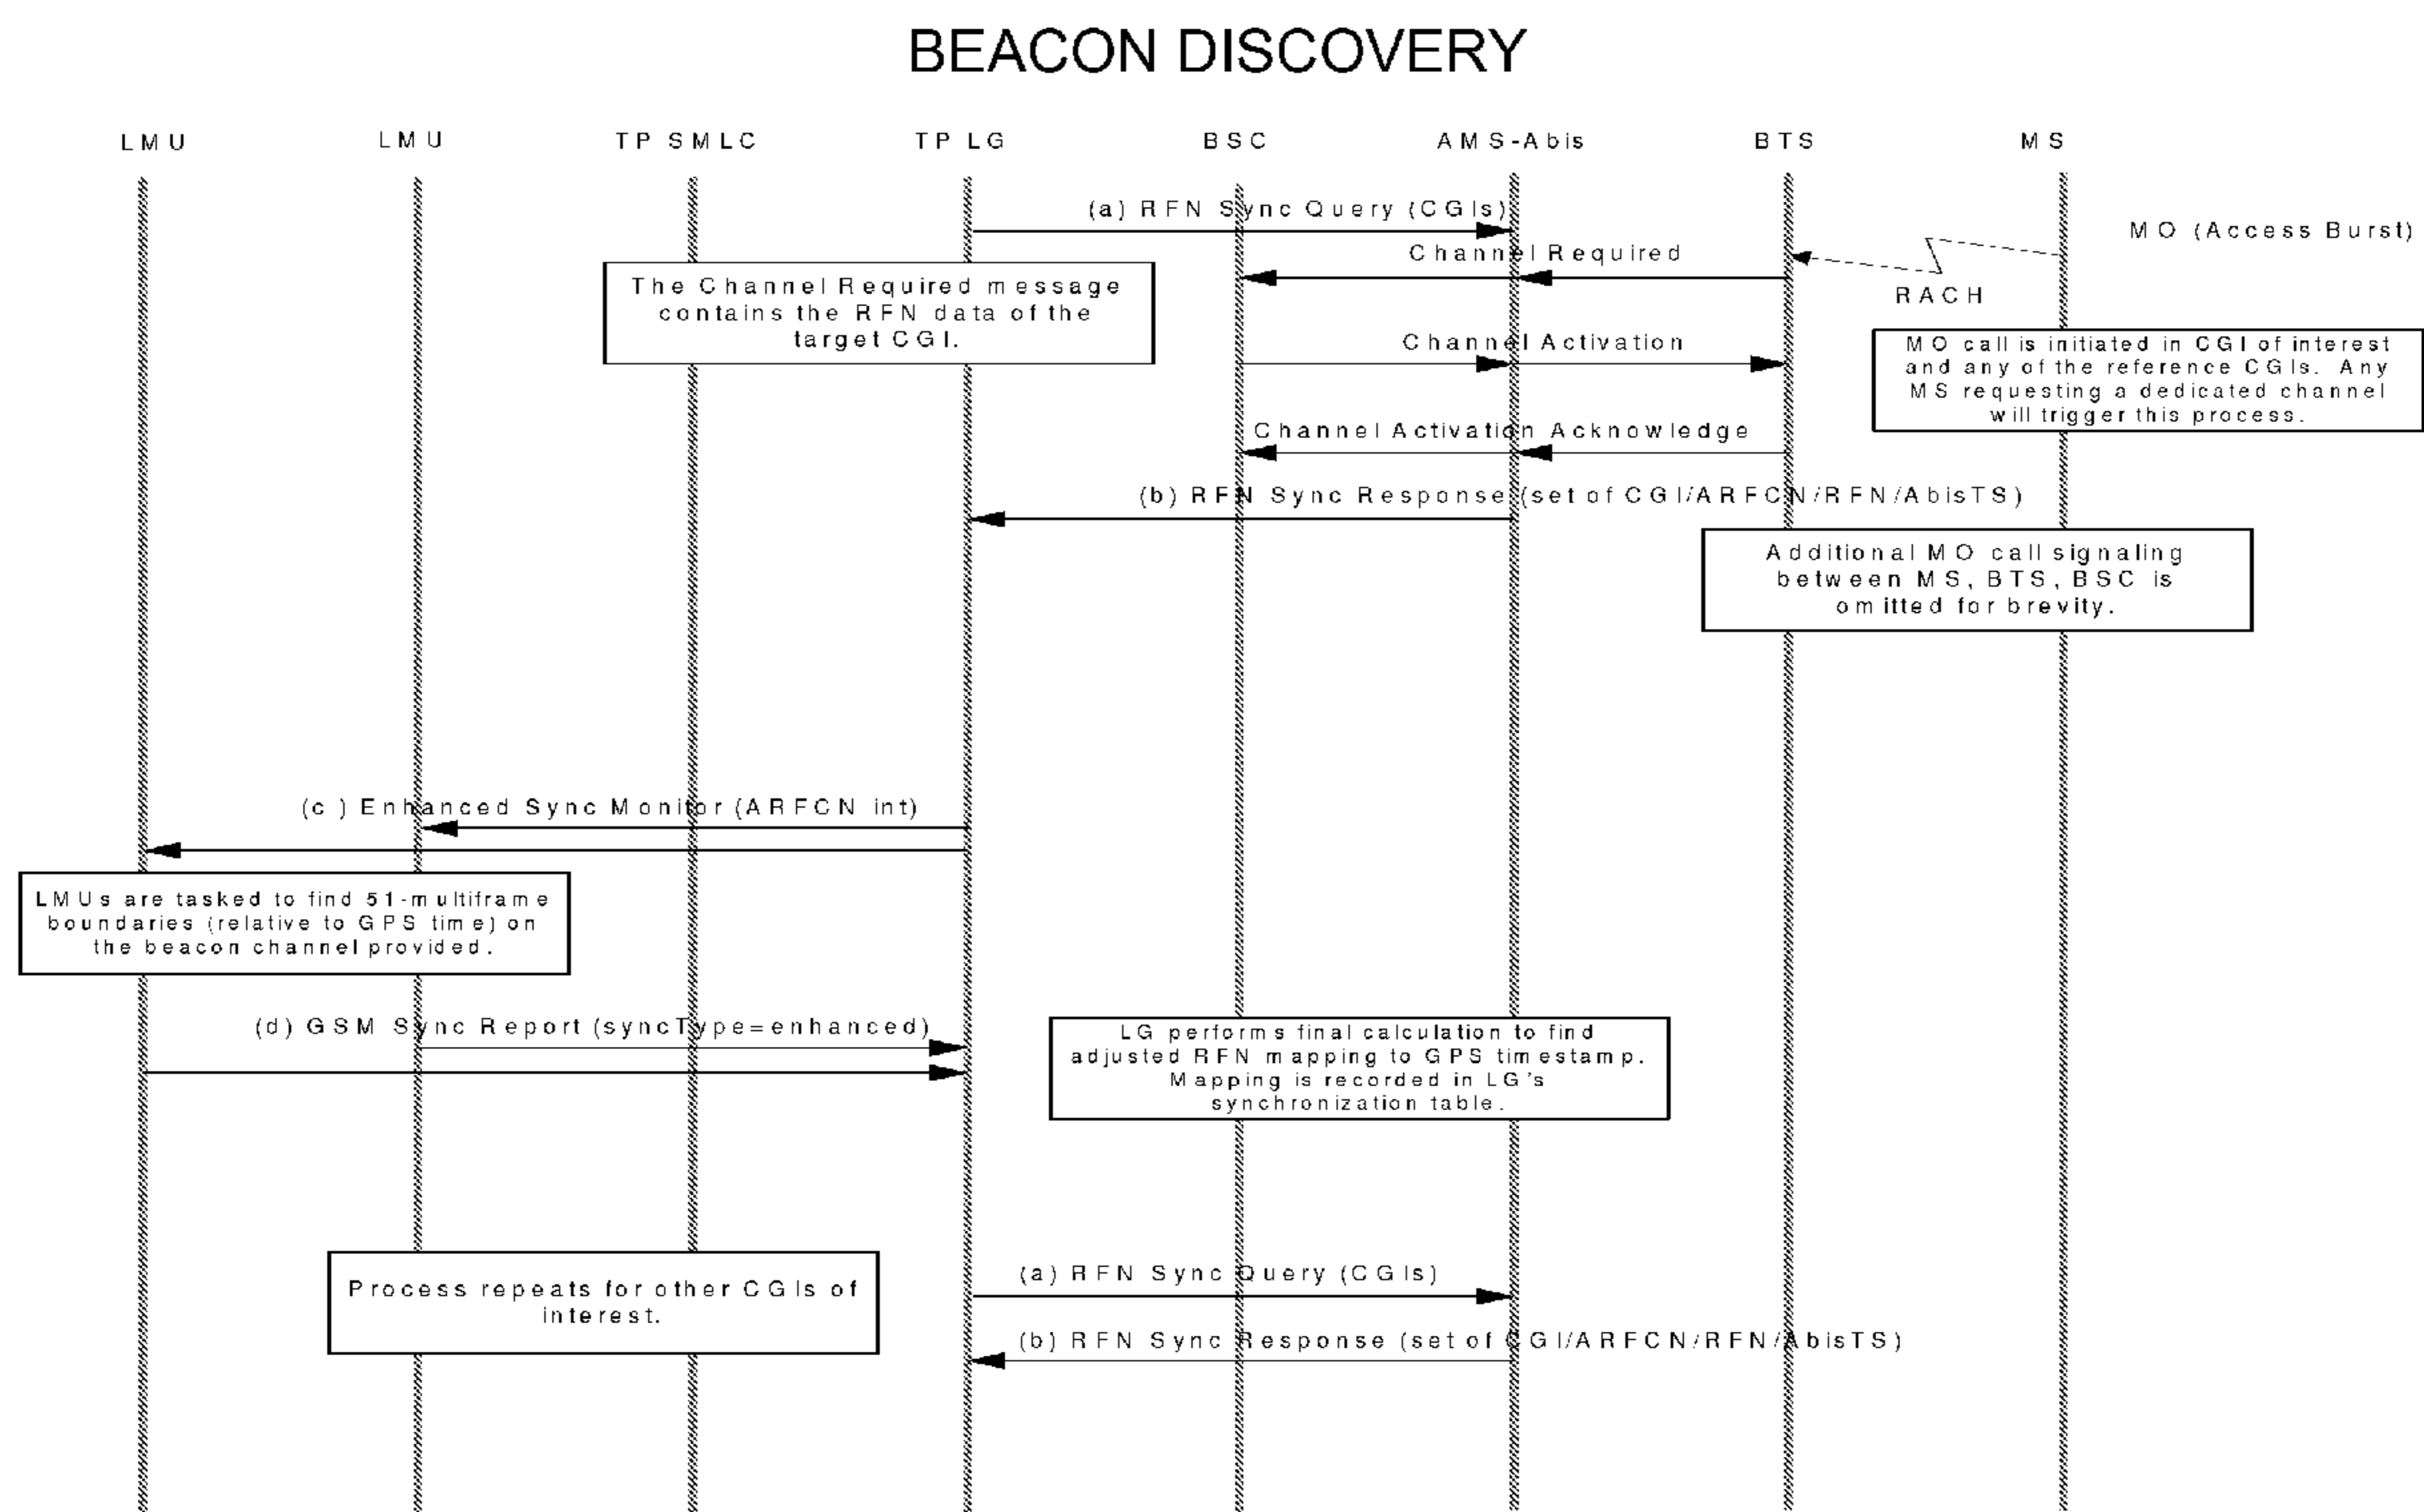 BEACON DISCOVERY
LMU
LMU
TP SMLC
TP LG
BSC
AMS-Abis
BTS
MS
(a) RFN Sync Query (CGIs)
MO (Access Burst)
Channel Required
RACH
The Channel Required message
contains the RFN data of the
target CGI.
Channel Activation
MO call is initiated in CGI of interest
and any of the reference CGIs. Any
MS requesting a dedicated channel
will trigger this process.
Channel Activation Acknowledge
(b) RFN Sync Response (set of CGI/ARFCN/RFN/AbisTS)
Additional MO call signaling
between MS, BTS, BSC is
omitted for brevity.
(c ) Enhanced Sync Monitor (ARFCN int)
LMUs are tasked to find 51-multiframe
boundaries (relative to GPS time) on
the beacon channel provided.
(d) GSM Sync Report (syncType=enhanced)
LG performs final calculation to find
adjusted RFN mapping to GPS timestamp.
Mapping is recorded in LG's
synchronization table.
Process repeats for other CGIs of
interest.
(a) RFN Sync Query (CGIs)
(b) RFN Sync Response (set of CGI/ARFCN/RFN/AbisTS)